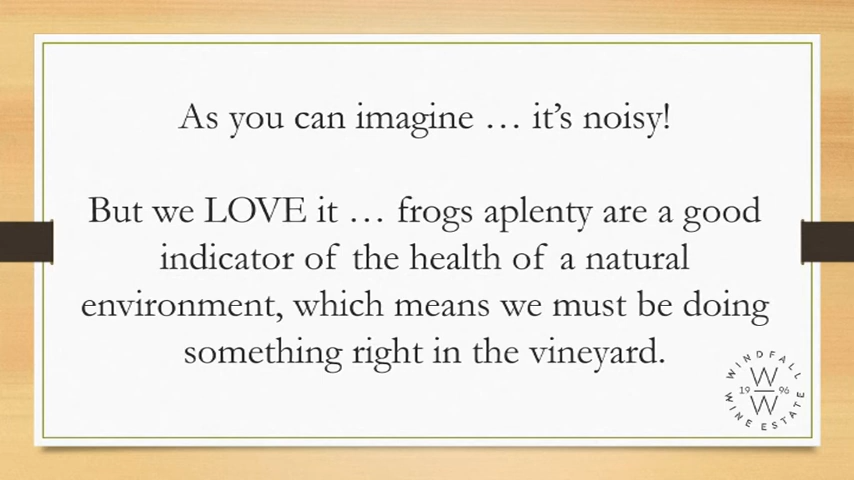 As you can imagine … it’s noisy!
But we LOVE it … frogs aplenty are a good
indicator of the health of a natural
environment, which means we must be doing
something right in the vineyard.
WINDFALL
W
19 96
W
WINE ESTATE